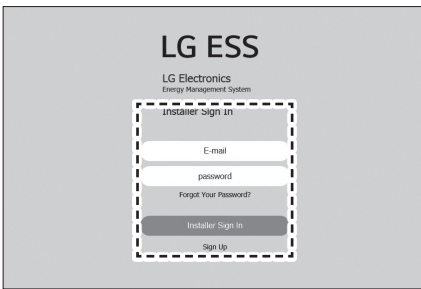 LG ESS
LG Electronics
Energy Management System
Installer Sign In
E-mail
password
Forgot Your Password?
Installer Sign In
Sign Up